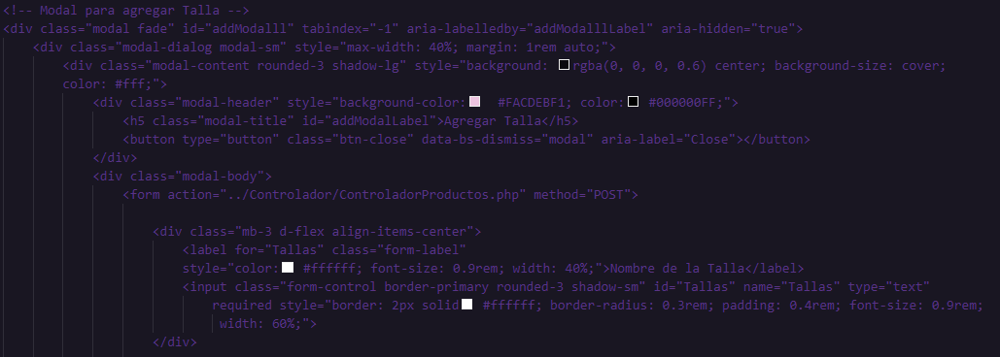 <!-- Modal para agregar Talla -->
<div class="modal fade" id="addModalll" tabindex="-1" aria-labelledby="addModalllLabel" aria-hidden="true">
<div class="modal-dialog modal-sm" style="max-width: 40%; margin: 1rem auto;">
<div class="modal-content rounded-3 shadow-lg" style="background: rgba(0, 0, 0, 0.6) center; background-size: cover;
color: #fff;">
<div class="modal-header" style="background-color: #FACDEBF1; color: #000000FF;">
<h5 class="modal-title" id="addModalLabel">Agregar Talla</h5>
<button type="button" class="btn-close" data-bs-dismiss="modal" aria-label="Close"></button>
</div>
<div class="modal-body">
<form action="../Controlador/ControladorProductos.php" method="POST">
<div class="mb-3 d-flex align-items-center">
<label for="Tallas" class="form-label"
style="color: #ffffff; font-size: 0.9rem; width: 40%;">Nombre de la Talla</label>
<input class="form-control border-primary rounded-3 shadow-sm" id="Tallas" name="Tallas" type="text"
required style="border: 2px solid #ffffff; border-radius: 0.3rem; padding: 0.4rem; font-size: 0.9rem;
width: 60%;">
</div>